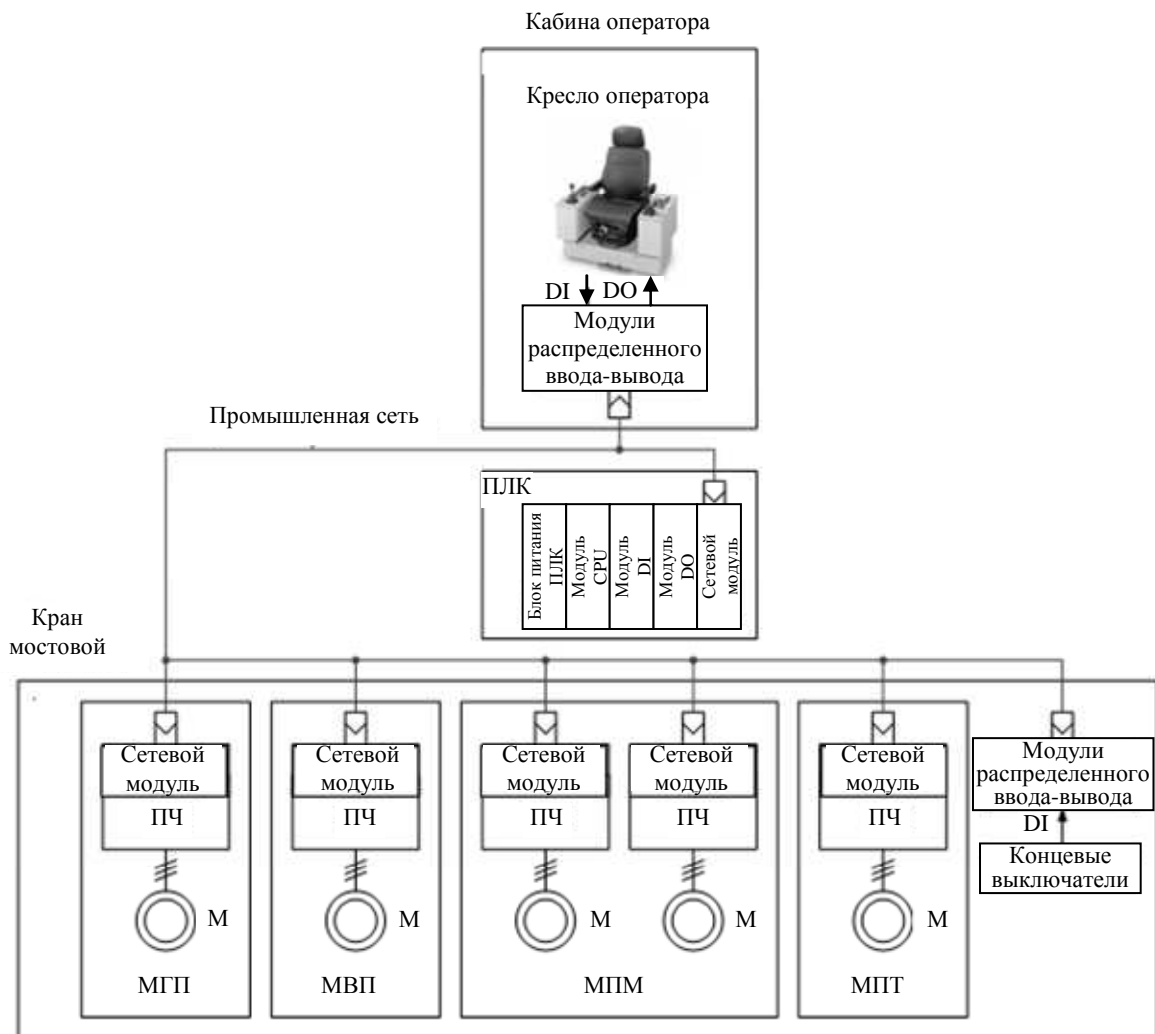 Кабина оператора
Кресло оператора
DI DO
Модули
распределенного
ввода-вывода
Промышленная сеть
ПЛК
Блок питания
ПЛК
Модуль
CPU
Модуль
DI
Модуль
DO
Сетевой
модуль
Кран
мостовой
Сетевой
модуль
ПЧ
М
МГП
Сетевой
модуль
ПЧ
М
МВП
Сетевой
модуль
ПЧ
М
Сетевой
модуль
ПЧ
М
МПМ
Сетевой
модуль
ПЧ
М
МПТ
Модули
распределенного
ввода-вывода
DI
Концевые
выключатели